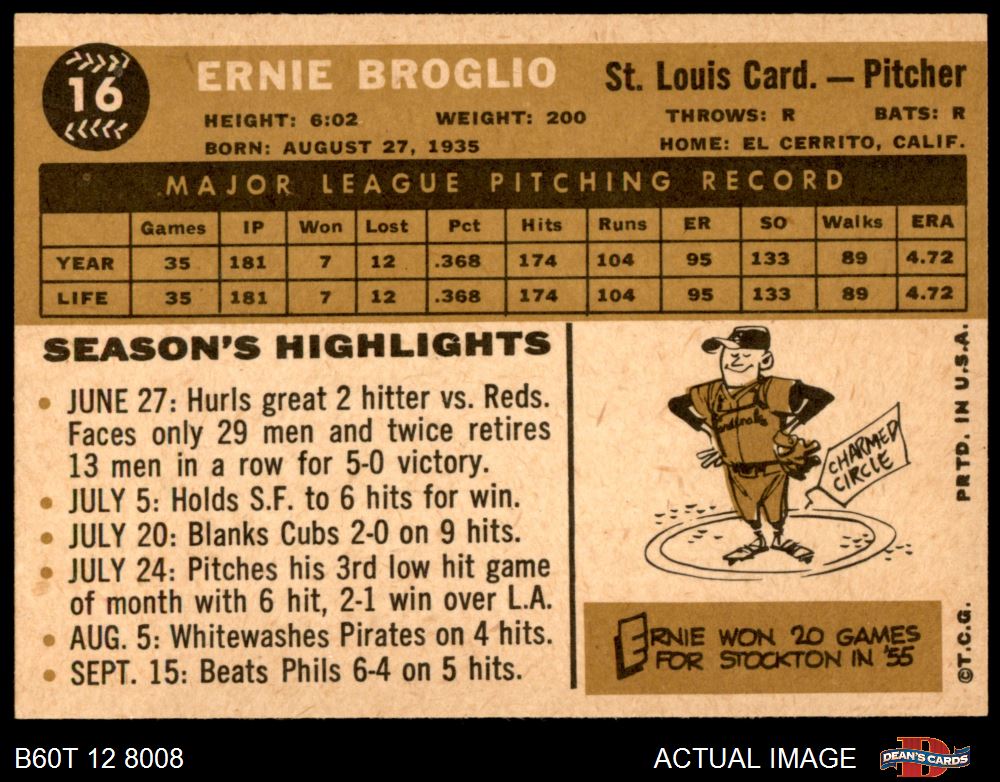 16
ERNIE BROGLIO
St. Louis Card. — Pitcher
HEIGHT: 6:02 WEIGHT: 200 THROWS: R BATS: R
BORN: AUGUST 27, 1935 HOME: EL CERRITO, CALIF.
MAJOR LEAGUE PITCHING RECORD
Games IP Won Lost Pct Hits Runs ER SO Walks ERA
YEAR 35 181 7 12 .368 174 104 95 133 89 4.72
LIFE 35 181 7 12 .368 174 104 95 133 89 4.72
SEASON'S HIGHLIGHTS
• JUNE 27: Hurls great 2 hitter vs. Reds.
Faces only 29 men and twice retires
13 men in a row for 5-0 victory.
• JULY 5: Holds S.F. to 6 hits for win.
• JULY 20: Blanks Cubs 2-0 on 9 hits.
• JULY 24: Pitches his 3rd low hit game
of month with 6 hit, 2-1 win over L.A.
• AUG. 5: Whitewashes Pirates on 4 hits.
• SEPT. 15: Beats Phils 6-4 on 5 hits.
Cardinals
CHARMED
CIRCLE
ERNIE WON 20 GAMES
FOR STOCKTON IN '55
PRTD. IN U.S.A.
©T.C.G.
B60T 12 8008
ACTUAL IMAGE
DEAN'S CARDS